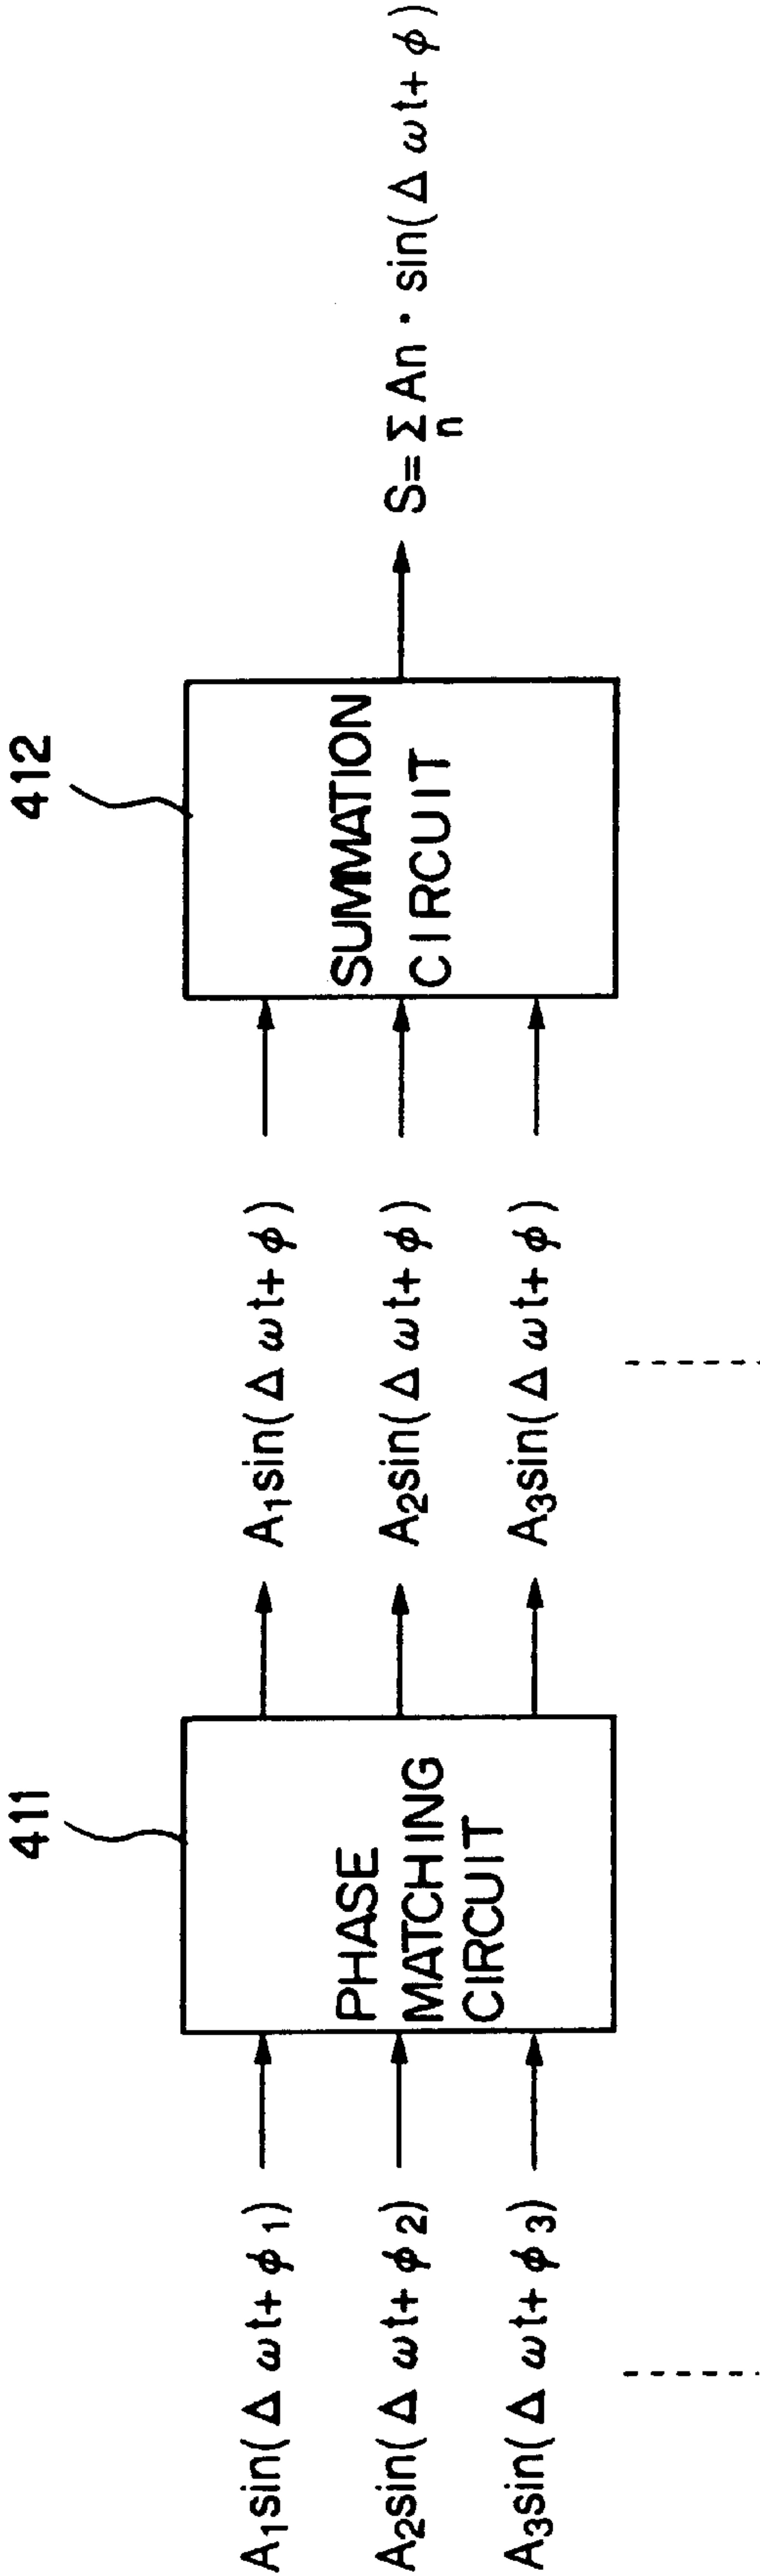 A₁sin(Δωt+φ₁)
A₂sin(Δωt+φ₂)
A₃sin(Δωt+φ₃)
411
PHASE
MATCHING
CIRCUIT
A₁sin(Δωt+φ)
A₂sin(Δωt+φ)
A₃sin(Δωt+φ)
412
SUMMATION
CIRCUIT
S=Σ An・sin(Δωt+φ)
n